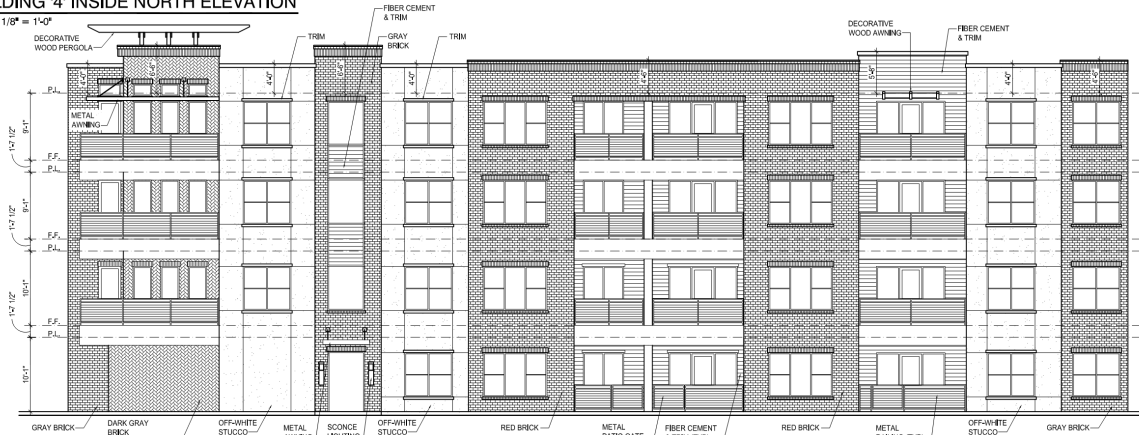 LDING '4' INSIDE NORTH ELEVATION
1/8" = 1'-0"
DECORATIVE
WOOD PERGOLA
FIBER CEMENT
& TRIM
TRIM
GRAY
BRICK
TRIM
DECORATIVE
WOOD AWNING
FIBER CEMENT
& TRIM
4'-0"
6'-6"
4'-0"
6'-6"
4'-0"
4'-6"
5'-8"
4'-0"
4'-6"
P.L.
METAL
AWNING
9'-1"
F.F.
1'-7 1/2"
P.L.
9'-1"
F.F.
1'-7 1/2"
P.L.
10'-1"
F.F.
1'-7 1/2"
P.L.
10'-1"
GRAY BRICK
DARK GRAY
BRICK
OFF-WHITE
STUCCO
METAL
SCONCE
OFF-WHITE
STUCCO
RED BRICK
METAL
FIBER CEMENT
RED BRICK
METAL
OFF-WHITE
STUCCO
GRAY BRICK